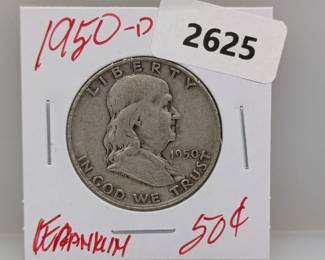 1950-D
2625
LIBERTY
1950
IN GOD WE TRUST
FRANKLIN
50¢